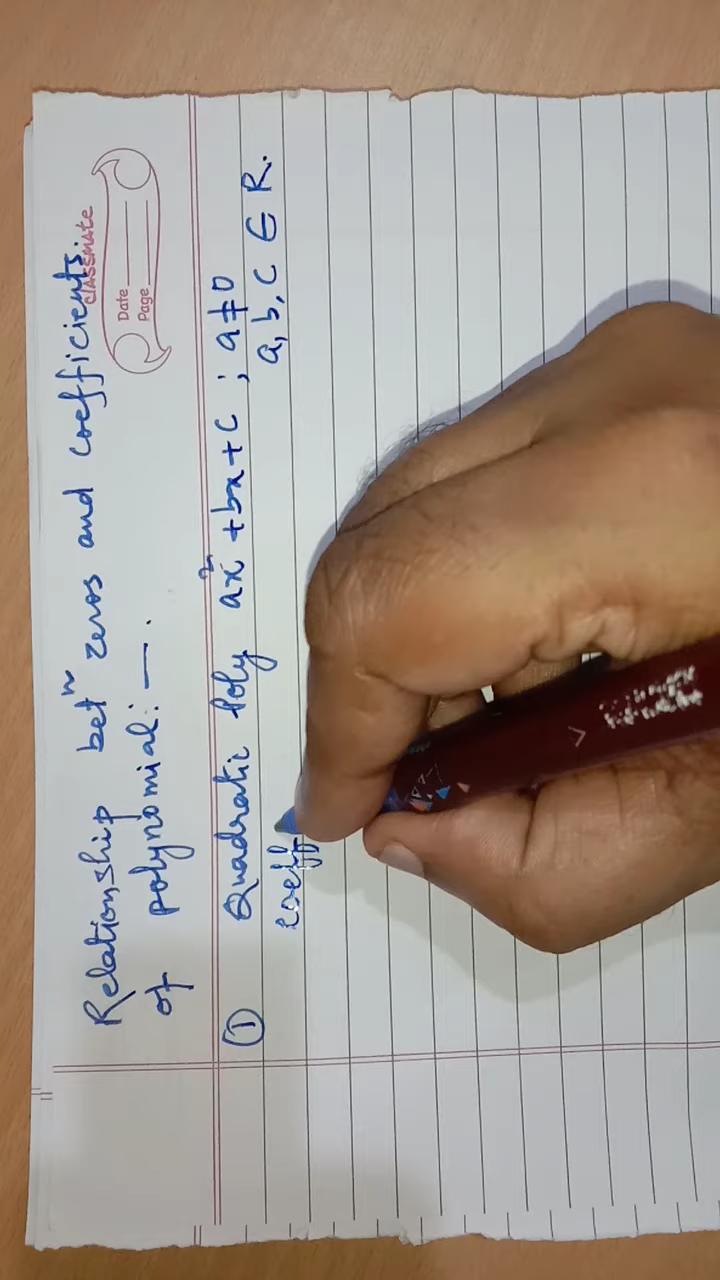 classmate
Date
Page
Relationship betⁿ zeros and coefficients.
of polynomial: —.
① Quadratic Poly ax² + bx + c ; a ≠ 0
a, b, c ∈ R.
coeff